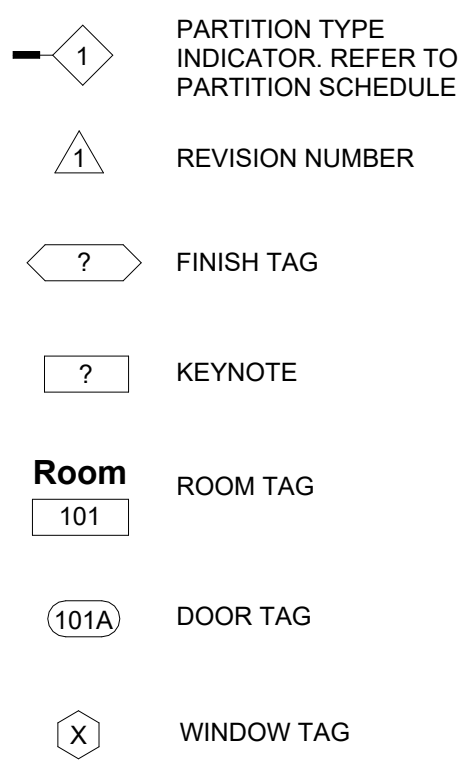 1
PARTITION TYPE
INDICATOR. REFER TO
PARTITION SCHEDULE
1
REVISION NUMBER
?
FINISH TAG
?
KEYNOTE
Room
101
ROOM TAG
101A
DOOR TAG
X
WINDOW TAG